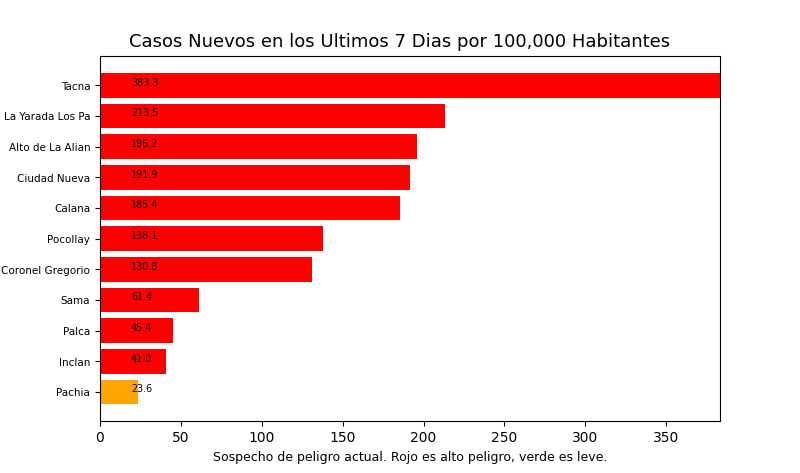 Casos Nuevos en los Ultimos 7 Dias por 100,000 Habitantes
Tacna 383.3
La Yarada Los Pa 213.5
Alto de La Alian 196.2
Ciudad Nueva 191.9
Calana 185.4
Pocollay 138.1
Coronel Gregorio 130.8
Sama 61.4
Palca 45.4
Inclan 41.0
Pachia 23.6
0 50 100 150 200 250 300 350
Sospecho de peligro actual. Rojo es alto peligro, verde es leve.